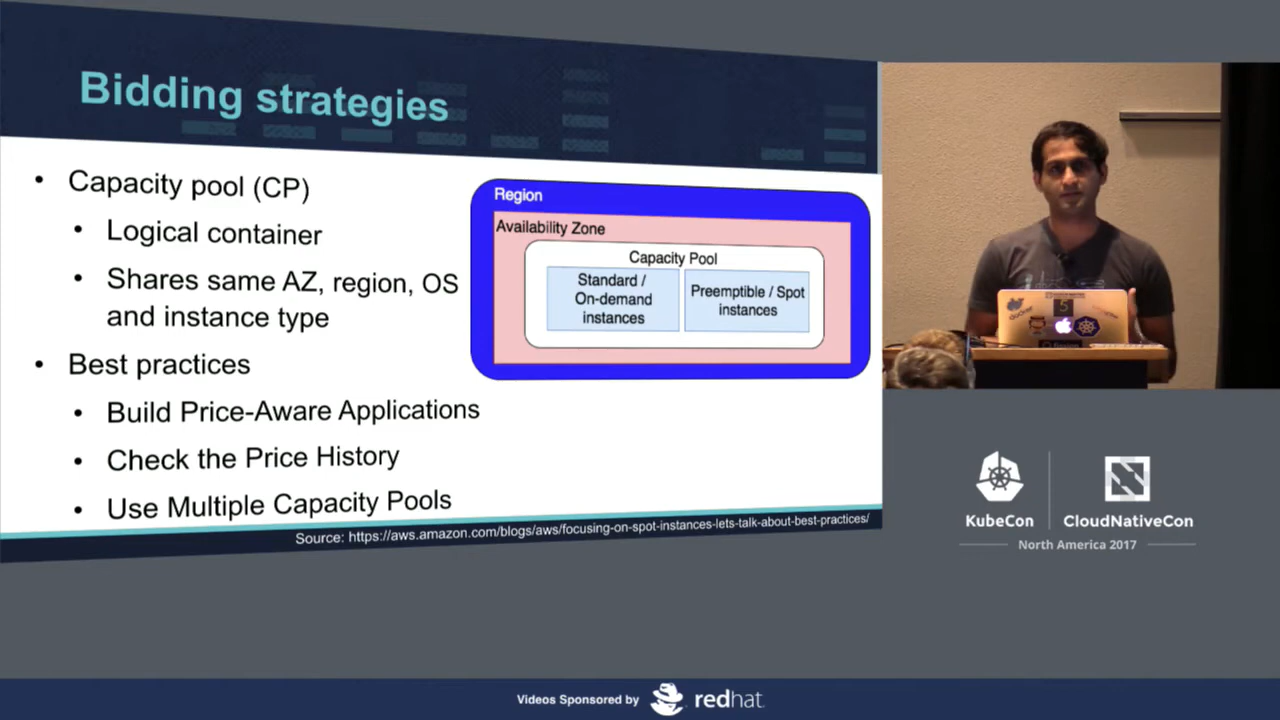 Bidding strategies
• Capacity pool (CP)
• Logical container
• Shares same AZ, region, OS
and instance type
• Best practices
• Build Price-Aware Applications
• Check the Price History
• Use Multiple Capacity Pools
Region
Availability Zone
Capacity Pool
Standard /
On-demand
instances
Preemptible / Spot
instances
Source: https://aws.amazon.com/blogs/aws/focusing-on-spot-instances-lets-talk-about-best-practices/
docker
5
KubeCon
CloudNativeCon
North America 2017
Videos Sponsored by
redhat.